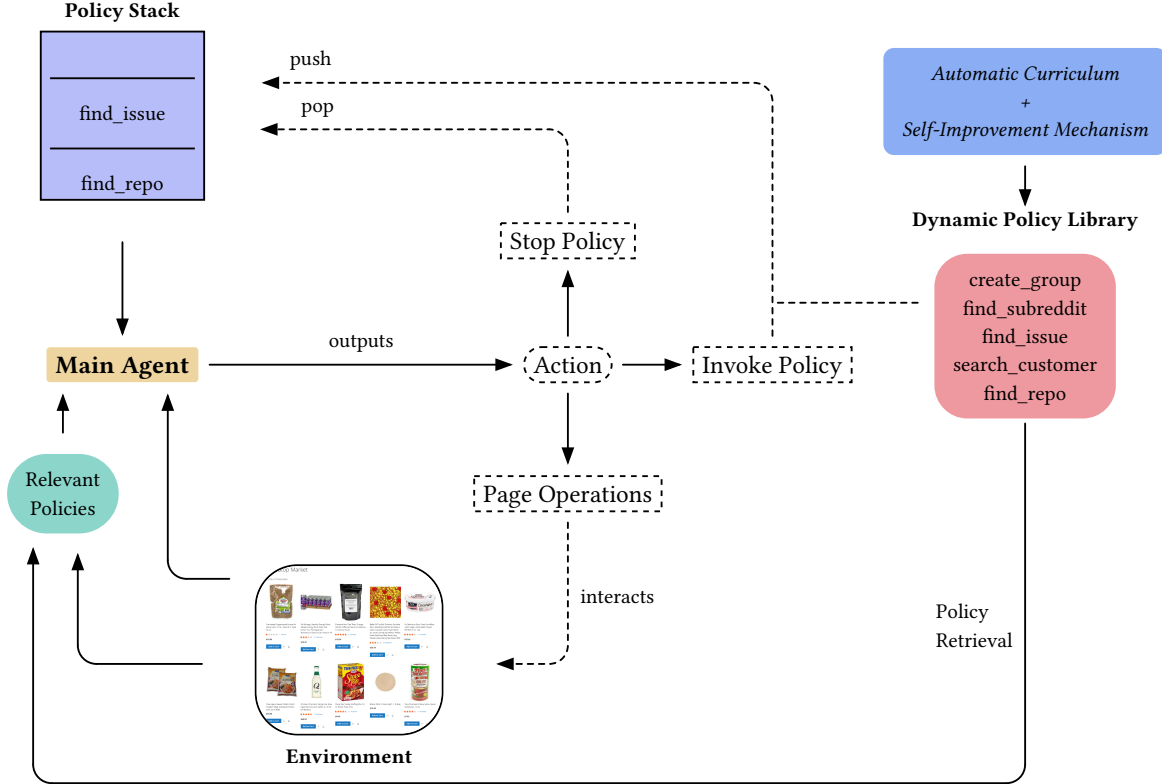 Policy Stack
find_issue
find_repo
push
pop
Automatic Curriculum
+
Self-Improvement Mechanism
Dynamic Policy Library
create_group
find_subreddit
find_issue
search_customer
find_repo
Stop Policy
Main Agent
outputs
Action
Invoke Policy
Relevant
Policies
Page Operations
interacts
Policy
Retrieval
Environment